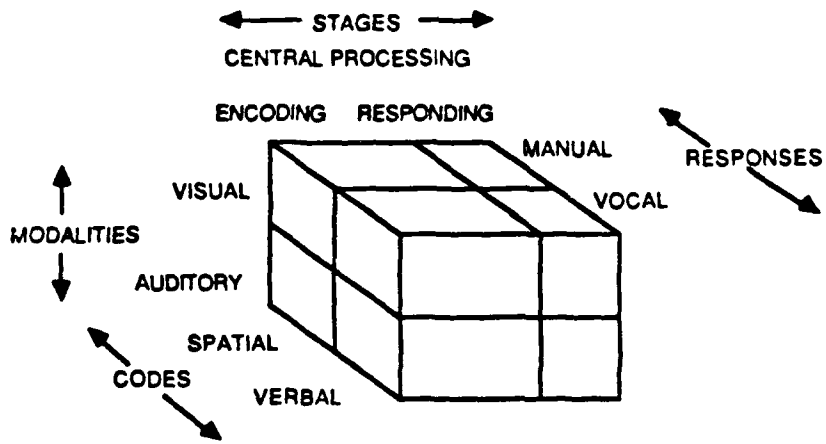 STAGES
CENTRAL PROCESSING
ENCODING RESPONDING
MANUAL
RESPONSES
VISUAL
VOCAL
MODALITIES
AUDITORY
SPATIAL
CODES
VERBAL